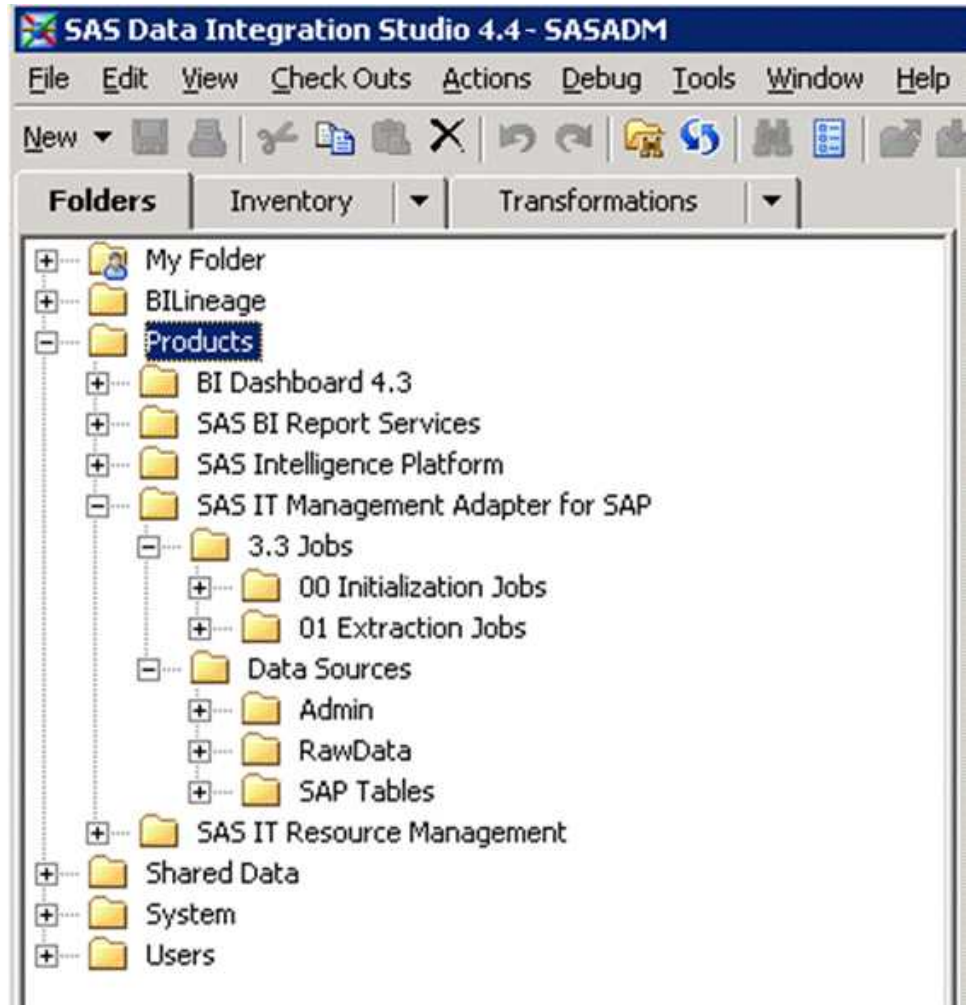 SAS Data Integration Studio 4.4 - SASADM
File Edit View Check Outs Actions Debug Tools Window Help
New
Folders Inventory Transformations
My Folder
BILineage
Products
BI Dashboard 4.3
SAS BI Report Services
SAS Intelligence Platform
SAS IT Management Adapter for SAP
3.3 Jobs
00 Initialization Jobs
01 Extraction Jobs
Data Sources
Admin
RawData
SAP Tables
SAS IT Resource Management
Shared Data
System
Users